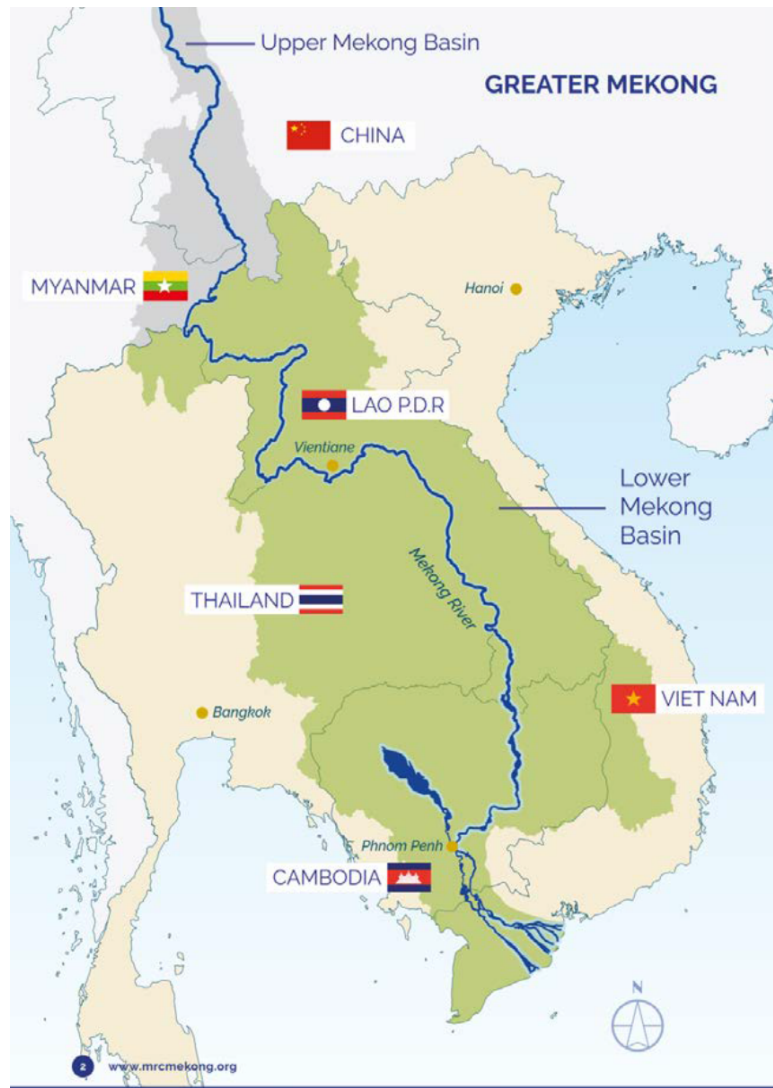 Upper Mekong Basin
GREATER MEKONG
CHINA
MYANMAR
Hanoi
LAO P.D.R
Vientiane
Lower
Mekong
Basin
Mekong River
THAILAND
VIET NAM
Bangkok
Phnom Penh
CAMBODIA
N
2 www.mrcmekong.org